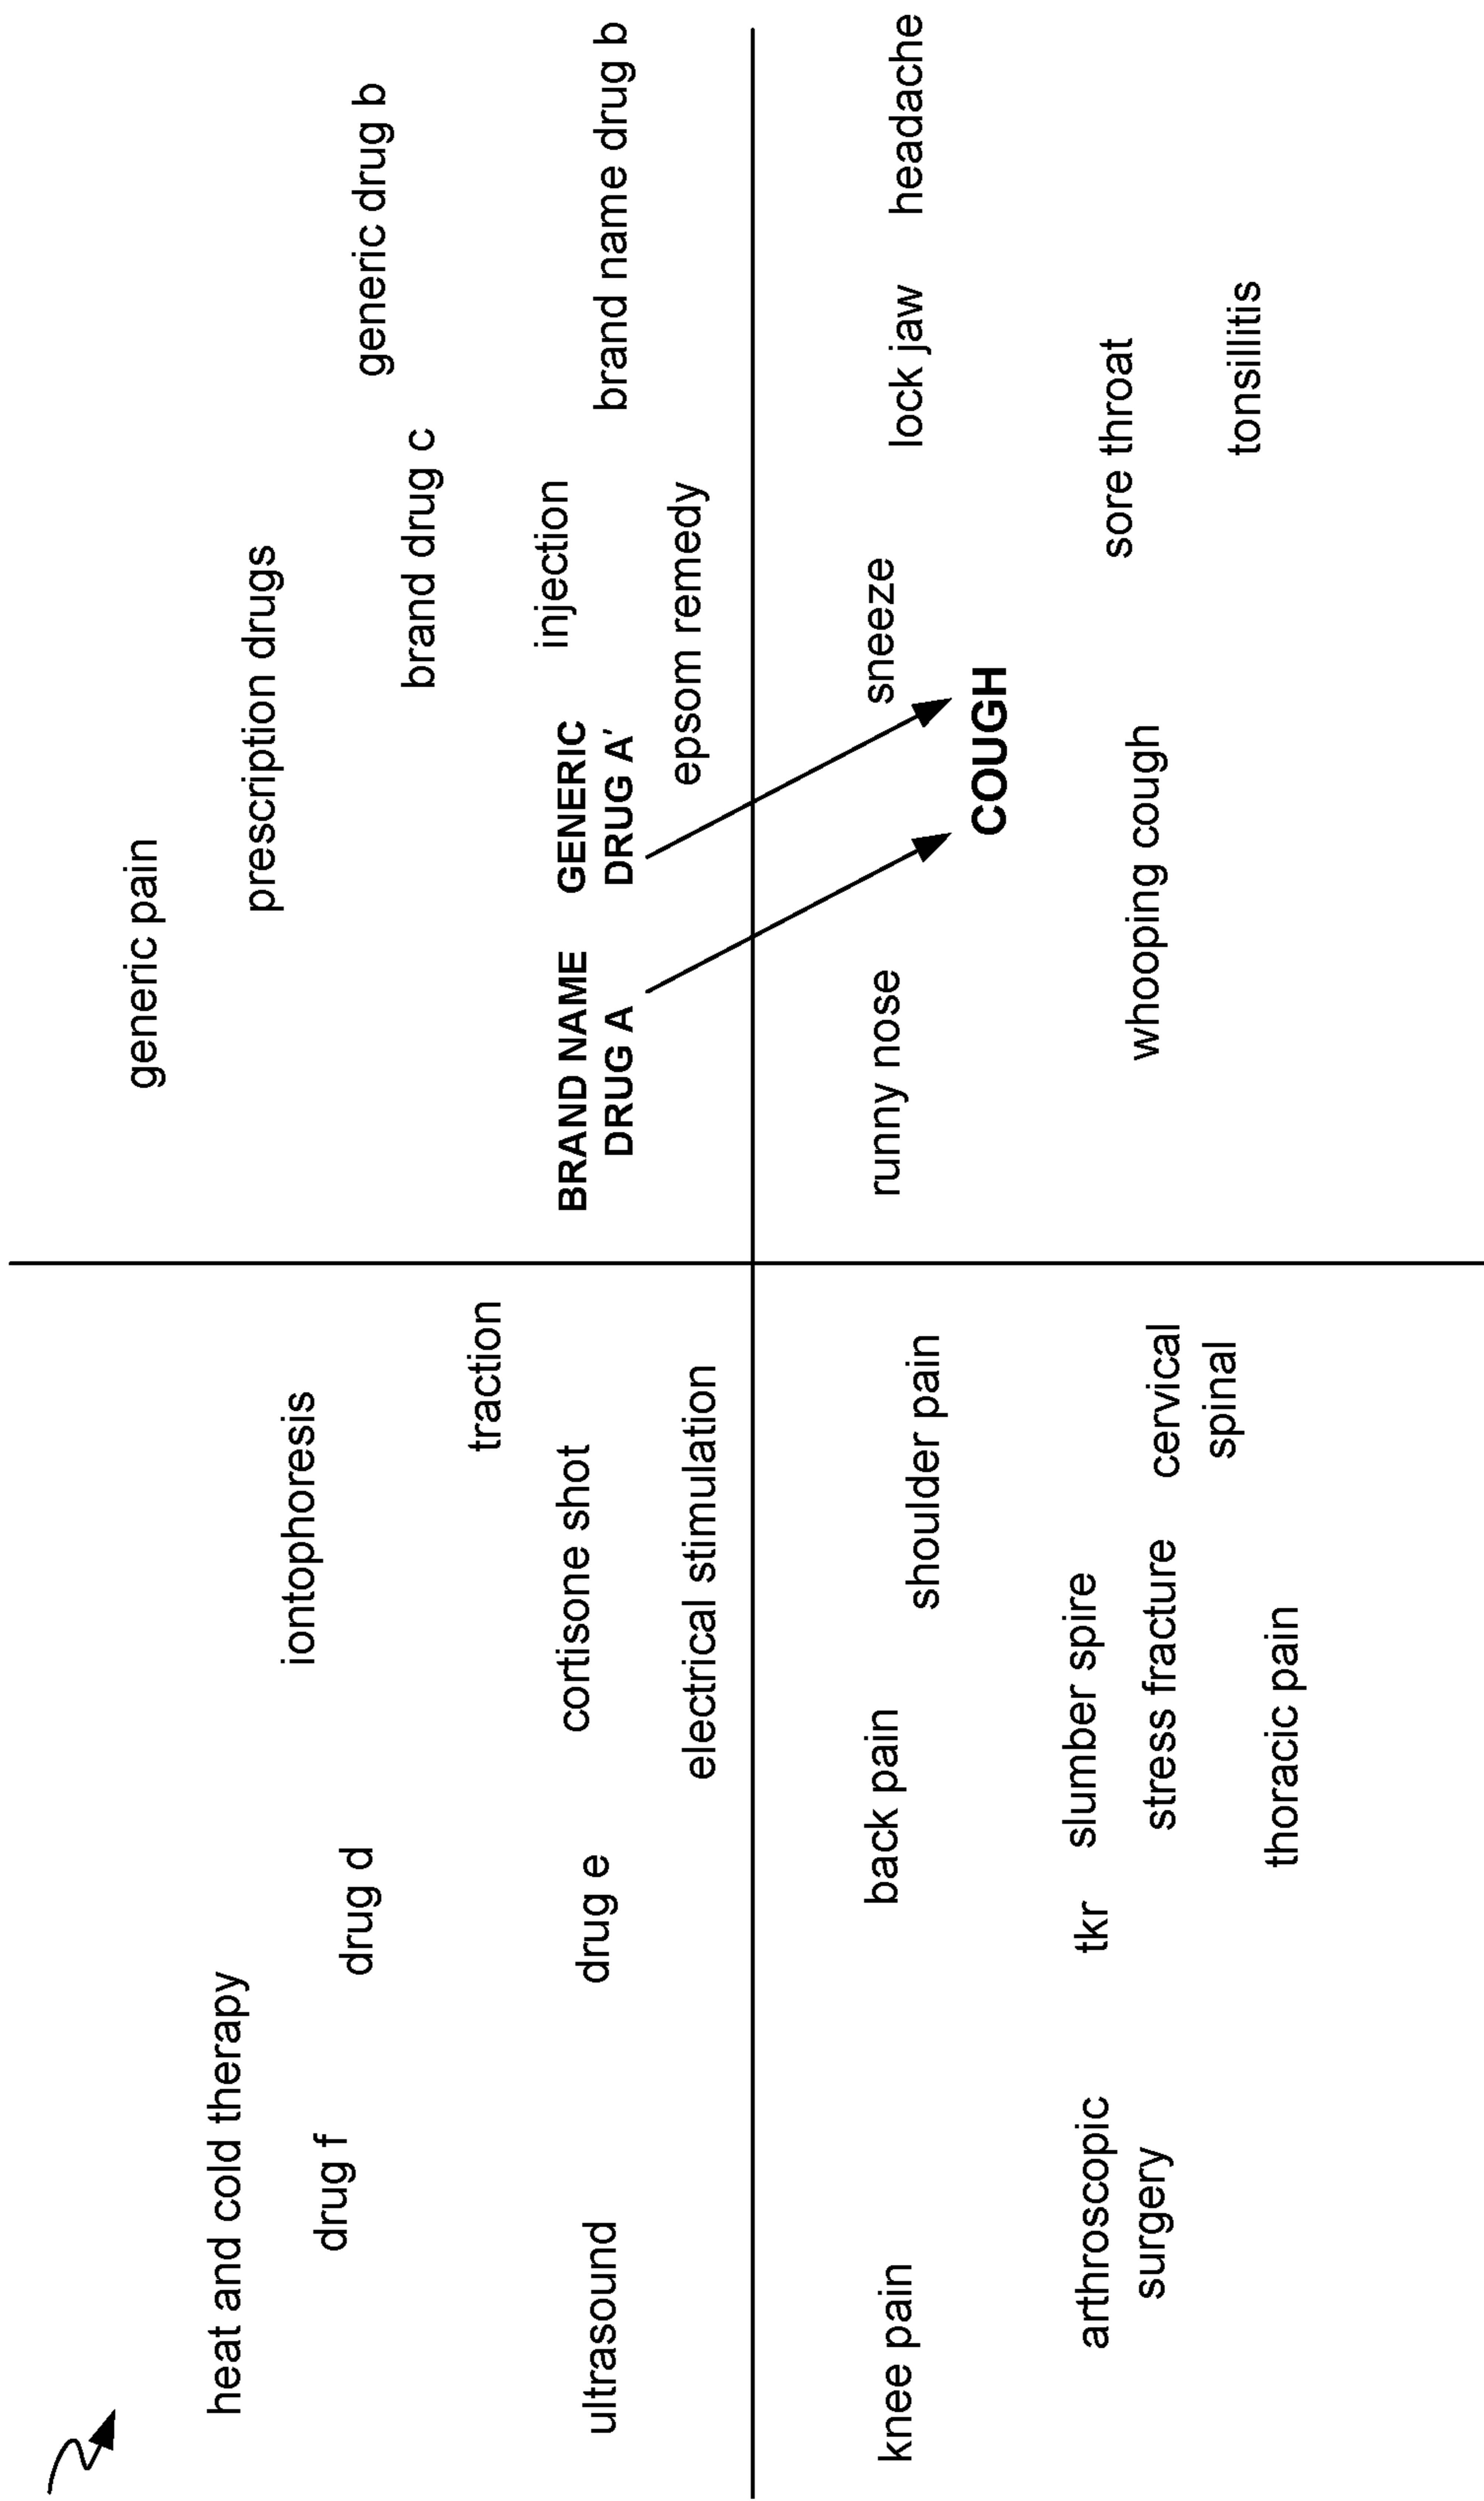 heat and cold therapy
drug f
ultrasound
drug d
drug e
iontophoresis
traction
cortisone shot
electrical stimulation
generic pain
prescription drugs
generic drug b
brand drug c
injection
brand name drug b
BRAND NAME
DRUG A
GENERIC
DRUG A'
epsom remedy
knee pain
arthroscopic
surgery
back pain
shoulder pain
tkr
slumber spire
stress fracture
cervical
spinal
thoracic pain
runny nose
sneeze
lock jaw
headache
COUGH
whooping cough
sore throat
tonsillitis